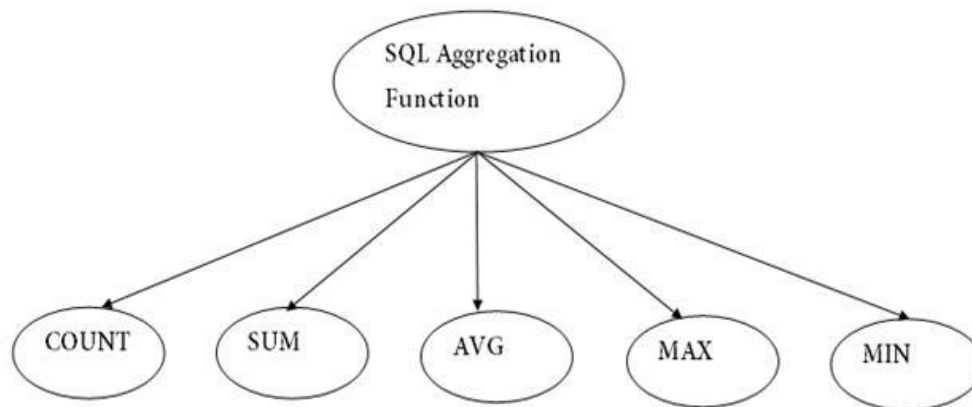 SQL Aggregation
Function
COUNT
SUM
AVG
MAX
MIN